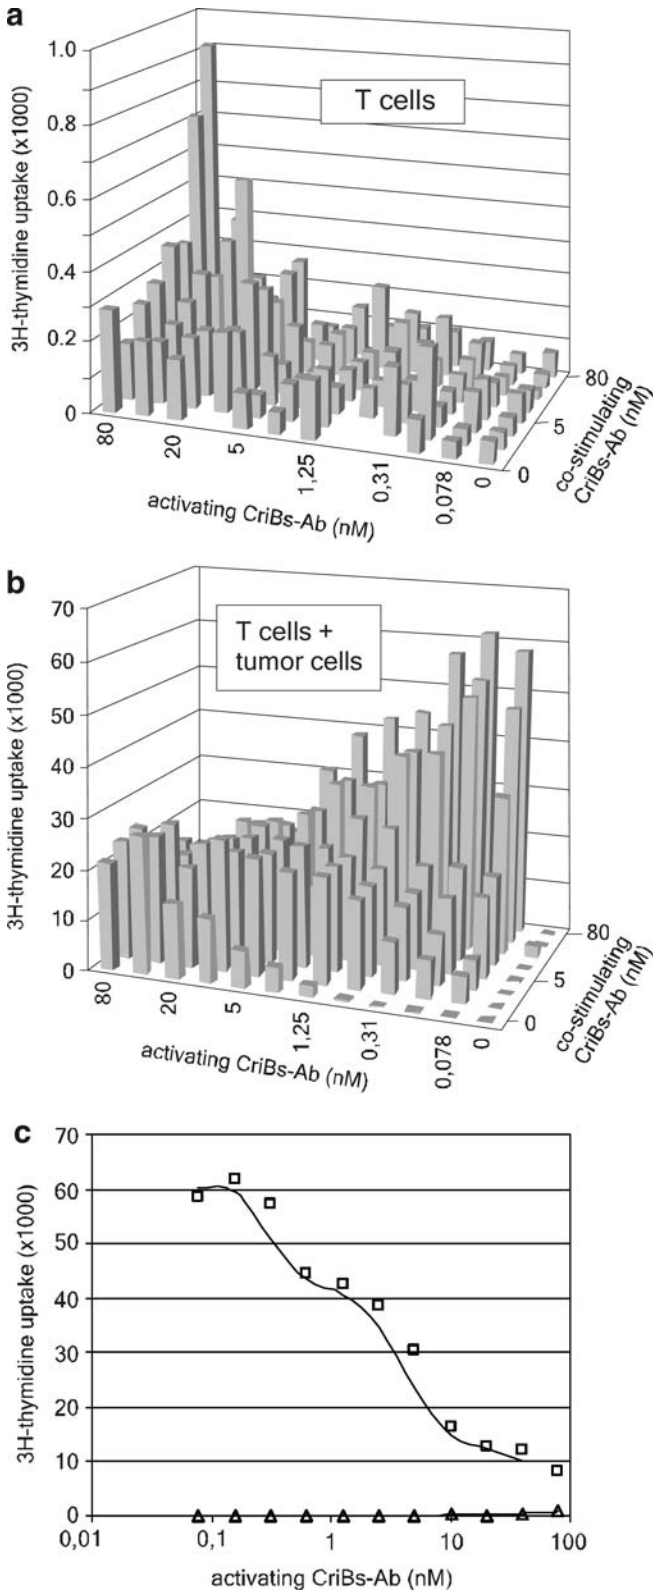 a
3H-thymidine uptake (x1000)
1.0
0.8
0.6
0.4
0.2
0
T cells
80
20
5
1,25
0,31
0,078
0
activating CriBs-Ab (nM)
80
5
0
co-stimulating
CriBs-Ab (nM)
b
3H-thymidine uptake (x1000)
70
60
50
40
30
20
10
0
T cells +
tumor cells
80
20
5
1,25
0,31
0,078
0
activating CriBs-Ab (nM)
80
5
0
co-stimulating
CriBs-Ab (nM)
c
3H-thymidine uptake (x1000)
70
60
50
40
30
20
10
0
0,01
0,1
1
10
100
activating CriBs-Ab (nM)